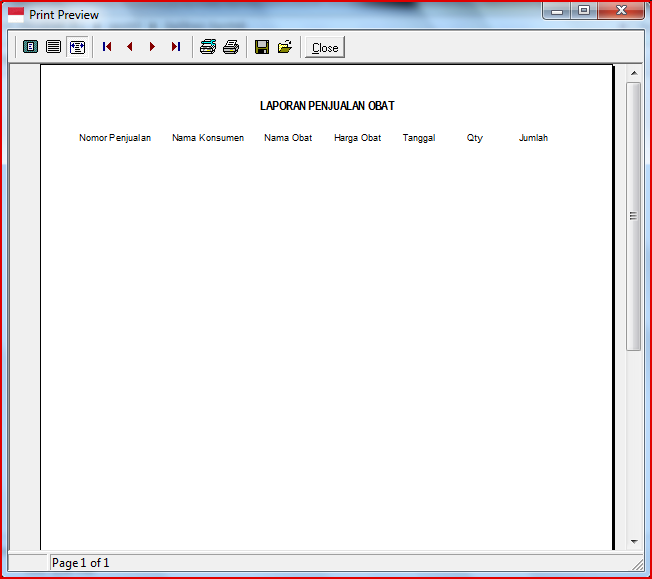 Print Preview
Close
LAPORAN PENJUALAN OBAT
Nomor Penjualan Nama Konsumen Nama Obat Harga Obat Tanggal Qty Jumlah
Page 1 of 1